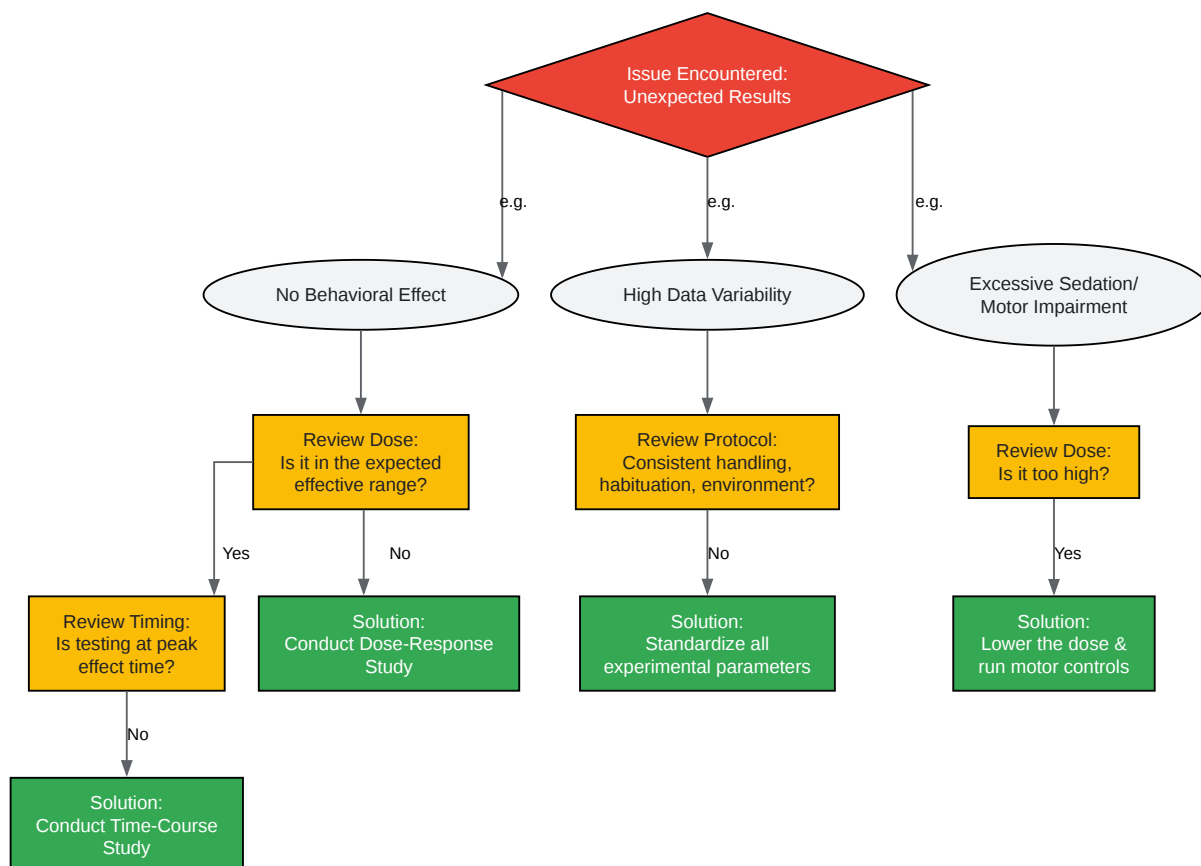 Issue Encountered:
Unexpected Results
e.g.
e.g.
e.g.
No Behavioral Effect
High Data Variability
Excessive Sedation/
Motor Impairment
Review Dose:
Is it in the expected
effective range?
Review Protocol:
Consistent handling,
habituation, environment?
Review Dose:
Is it too high?
Yes
No
No
Yes
Review Timing:
Is testing at peak
effect time?
Solution:
Conduct Dose-Response
Study
Solution:
Standardize all
experimental parameters
Solution:
Lower the dose &
run motor controls
No
Solution:
Conduct Time-Course
Study